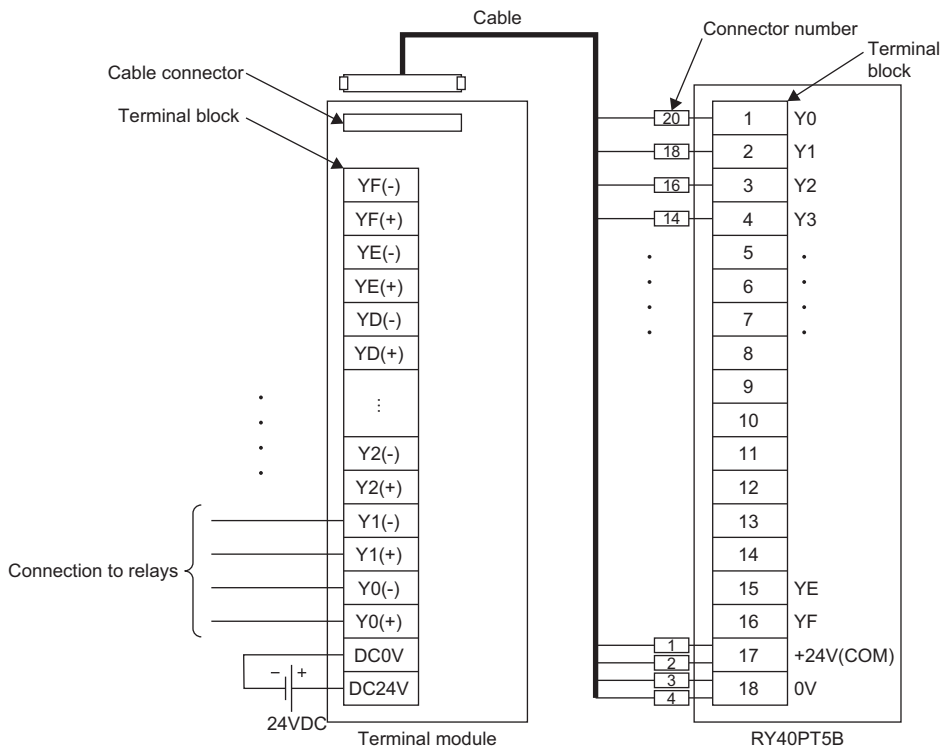 Cable
Connector number
Terminal
block
Cable connector
Terminal block
YF(-)
YF(+)
YE(-)
YE(+)
YD(-)
YD(+)
⋮
Y2(-)
Y2(+)
Y1(-)
Y1(+)
Y0(-)
Y0(+)
DC0V
DC24V
Connection to relays
− +
24VDC
Terminal module
20 1 Y0
18 2 Y1
16 3 Y2
14 4 Y3
5
6
7
8
9
10
11
12
13
14
15 YE
16 YF
1
2
17 +24V(COM)
3
4
18 0V
RY40PT5B